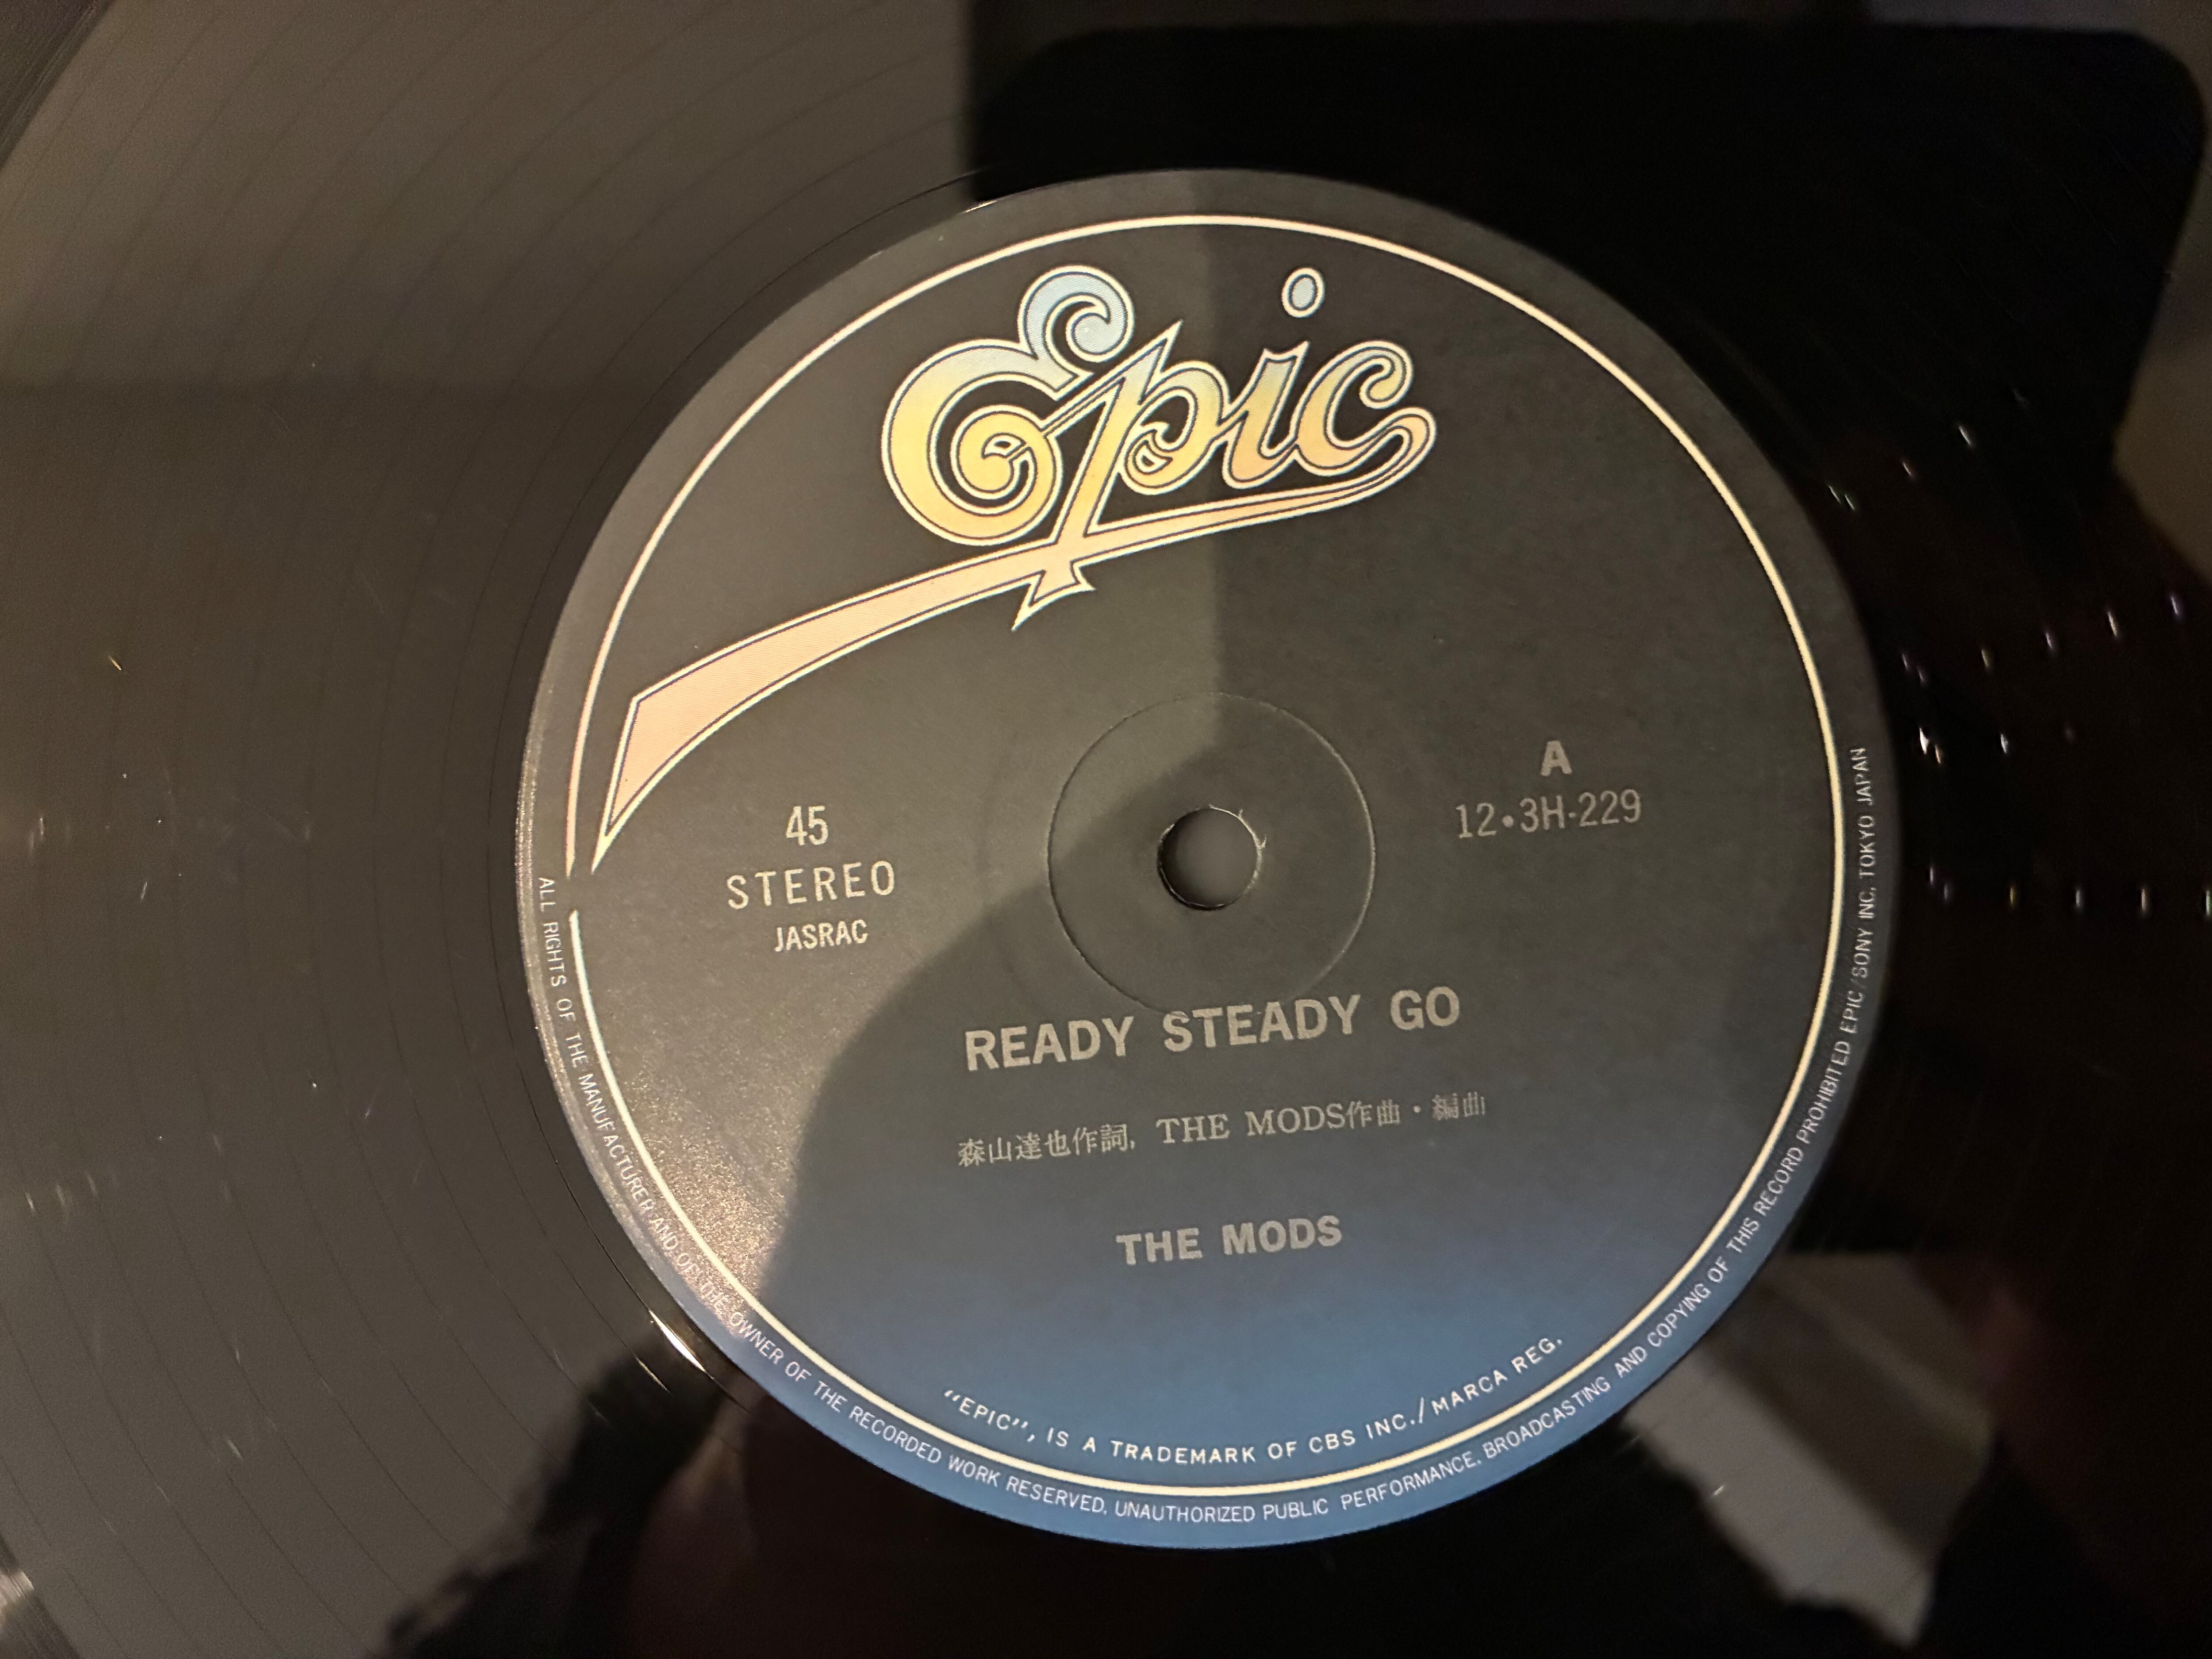 Epic
45
STEREO
JASRAC
A
12•3H-229
READY STEADY GO
森山達也作詞, THE MODS作曲・編曲
THE MODS
"EPIC", IS A TRADEMARK OF CBS INC./MARCA REG.
ALL RIGHTS OF THE MANUFACTURER AND OF THE OWNER OF THE RECORDED WORK RESERVED, UNAUTHORIZED PUBLIC PERFORMANCE, BROADCASTING AND COPYING OF THIS RECORD PROHIBITED EPIC/SONY INC, TOKYO JAPAN